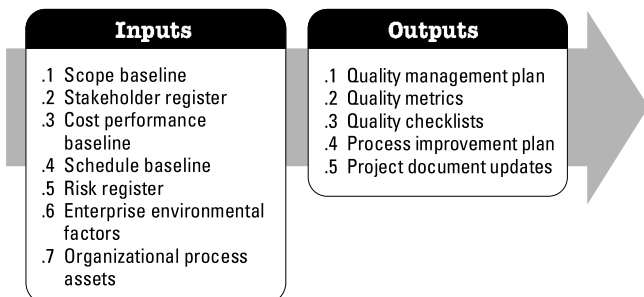 Inputs
.1 Scope baseline
.2 Stakeholder register
.3 Cost performance
baseline
.4 Schedule baseline
.5 Risk register
.6 Enterprise environmental
factors
.7 Organizational process
assets
Outputs
.1 Quality management plan
.2 Quality metrics
.3 Quality checklists
.4 Process improvement plan
.5 Project document updates